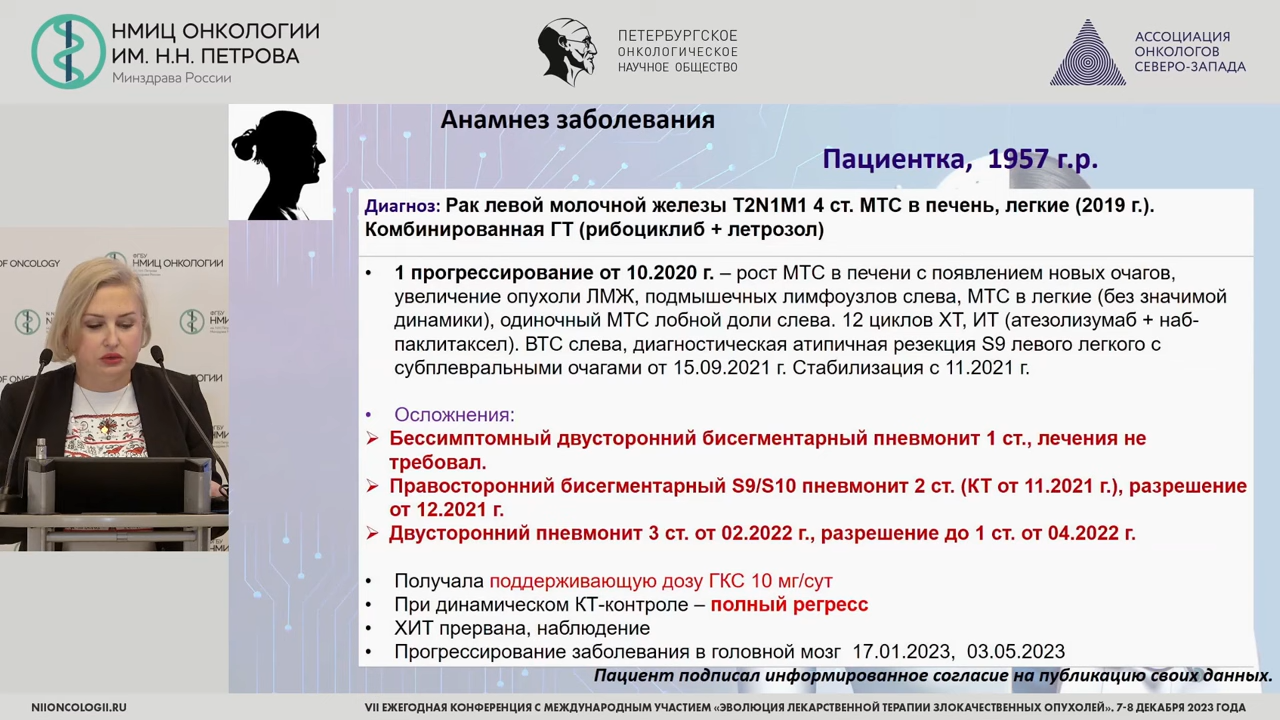 НМИЦ ОНКОЛОГИИ
ИМ. Н.Н. ПЕТРОВА
Минздрава России
ПЕТЕРБУРГСКОЕ
ОНКОЛОГИЧЕСКОЕ
НАУЧНОЕ ОБЩЕСТВО
АССОЦИАЦИЯ
ОНКОЛОГОВ
СЕВЕРО-ЗАПАДА
Анамнез заболевания
Пациентка, 1957 г.р.
Диагноз: Рак левой молочной железы T2N1M1 4 ст. МТС в печень, легкие (2019 г.).
Комбинированная ГТ (рибоциклиб + летрозол)
• 1 прогрессирование от 10.2020 г. – рост МТС в печени с появлением новых очагов,
увеличение опухоли ЛМЖ, подмышечных лимфоузлов слева, МТС в легкие (без значимой
динамики), одиночный МТС лобной доли слева. 12 циклов ХТ, ИТ (атезолизумаб + наб-
паклитаксел). ВТС слева, диагностическая атипичная резекция S9 левого легкого с
субплевральными очагами от 15.09.2021 г. Стабилизация с 11.2021 г.
• Осложнения:
➢ Бессимптомный двусторонний бисегментарный пневмонит 1 ст., лечения не
требовал.
➢ Правосторонний бисегментарный S9/S10 пневмонит 2 ст. (КТ от 11.2021 г.), разрешение
от 12.2021 г.
➢ Двусторонний пневмонит 3 ст. от 02.2022 г., разрешение до 1 ст. от 04.2022 г.
• Получала поддерживающую дозу ГКС 10 мг/сут
• При динамическом КТ-контроле – полный регресс
• ХИТ прервана, наблюдение
• Прогрессирование заболевания в головной мозг 17.01.2023, 03.05.2023
Пациент подписал информированное согласие на публикацию своих данных.
OF ONCOLOGY
ФГБУ
НМИЦ ОНКОЛОГИИ
NIIONCOLOGII.RU
VII ЕЖЕГОДНАЯ КОНФЕРЕНЦИЯ С МЕЖДУНАРОДНЫМ УЧАСТИЕМ «ЭВОЛЮЦИЯ ЛЕКАРСТВЕННОЙ ТЕРАПИИ ЗЛОКАЧЕСТВЕННЫХ ОПУХОЛЕЙ». 7-8 ДЕКАБРЯ 2023 ГОДА